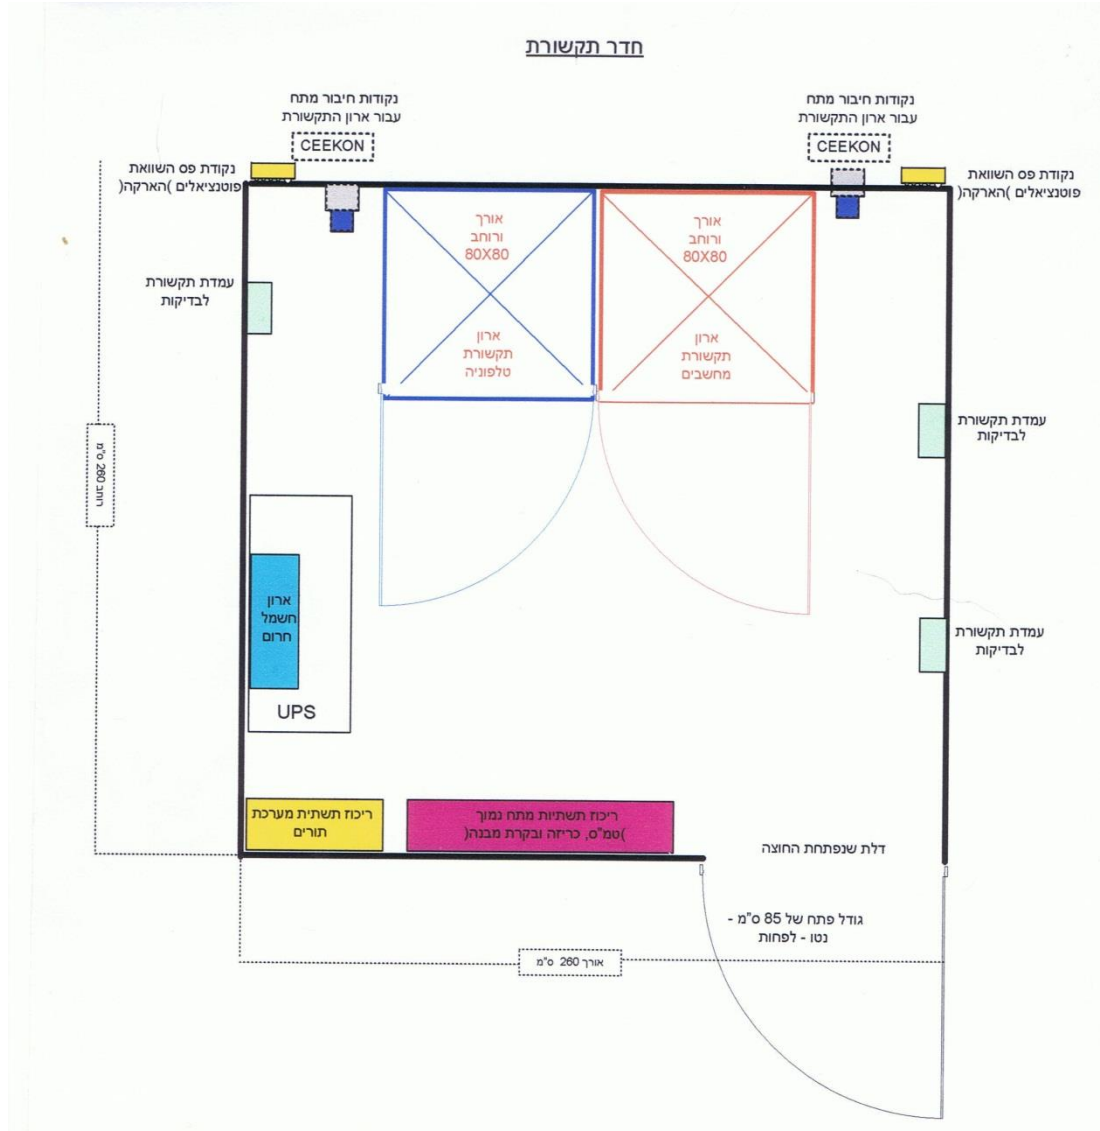 חדר תקשורת
נקודות חיבור מתח
עבור ארון התקשורת
CEEKON
נקודות חיבור מתח
עבור ארון התקשורת
CEEKON
נקודת פס השוואת
פוטנציאלים )הארקה(
נקודת פס השוואת
פוטנציאלים )הארקה(
אורך
ורוחב
80X80
ארון
תקשורת
מחשבים
אורך
ורוחב
80X80
ארון
תקשורת
טלפוניה
עמדת תקשורת
לבדיקות
עמדת תקשורת
לבדיקות
עמדת תקשורת
לבדיקות
רוחב 260 ס"מ
ארון
חשמל
חרום
UPS
ריכוז תשתיות מתח נמוך
)טמ"ס, כריזה ובקרת מבנה(
ריכוז תשתית מערכת
תורים
דלת שנפתחת החוצה
גודל פתח של 85 ס"מ -
נטו - לפחות
אורך 260 ס"מ